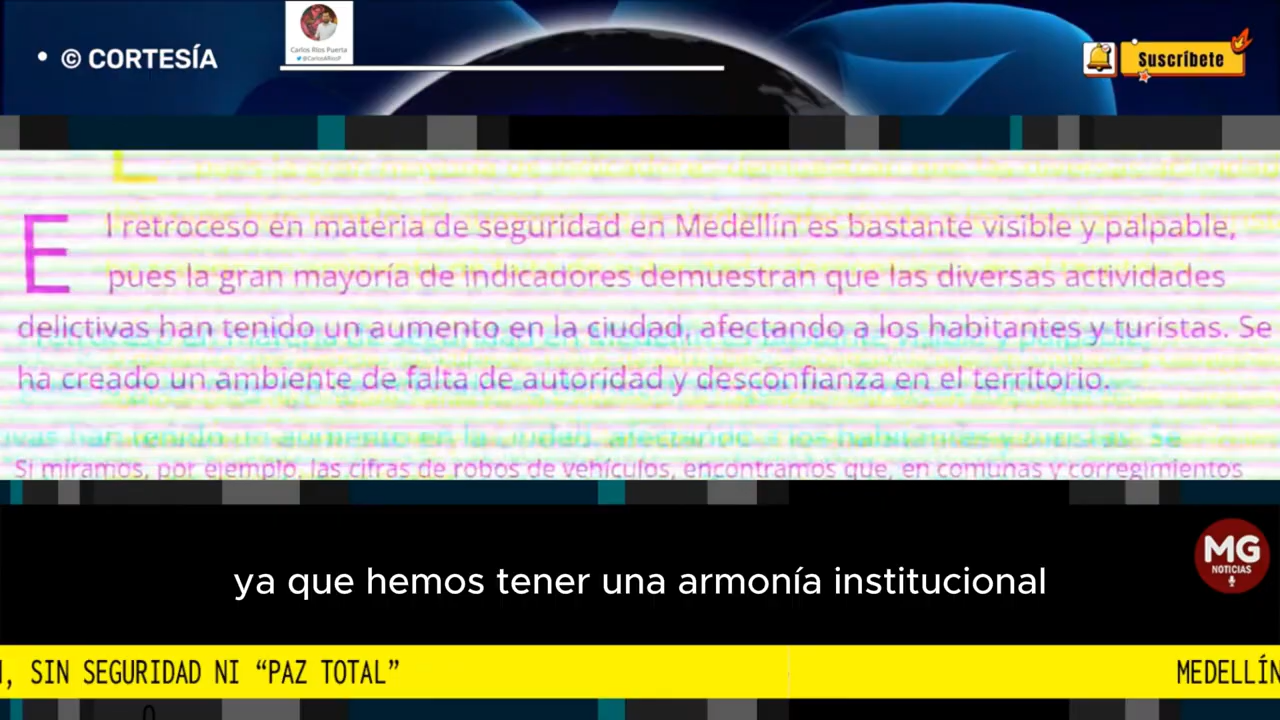 • © CORTESÍA
Carlos Ríos Puerta
@CarlosARiosP
Suscríbete
El retroceso en materia de seguridad en Medellín es bastante visible y palpable,
pues la gran mayoría de indicadores demuestran que las diversas actividades
delictivas han tenido un aumento en la ciudad, afectando a los habitantes y turistas. Se
ha creado un ambiente de falta de autoridad y desconfianza en el territorio.
Si miramos, por ejemplo, las cifras de robos de vehículos, encontramos que, en comunas y corregimientos
MG
NOTICIAS
ya que hemos tener una armonía institucional
, SIN SEGURIDAD NI “PAZ TOTAL” MEDELLÍN